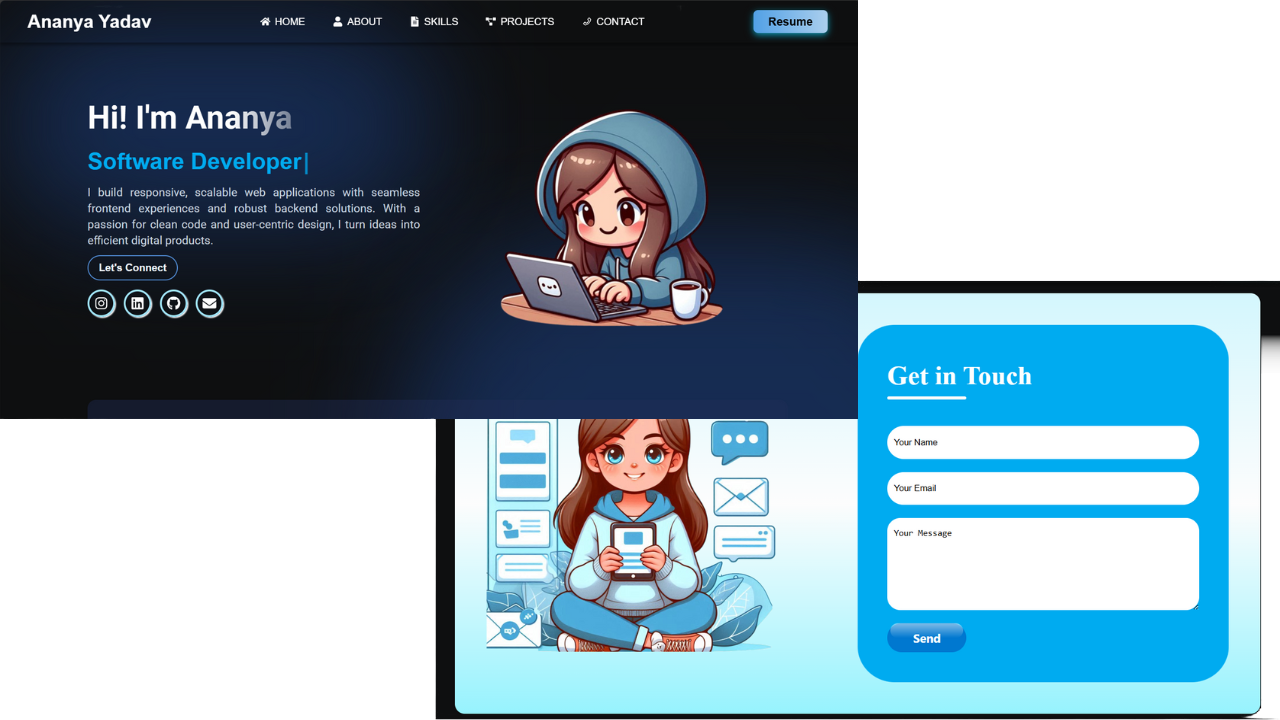 Ananya Yadav
HOME
ABOUT
SKILLS
PROJECTS
CONTACT
Resume
Hi! I'm Ananya
Software Developer|
I build responsive, scalable web applications with seamless
frontend experiences and robust backend solutions. With a
passion for clean code and user-centric design, I turn ideas into
efficient digital products.
Let's Connect
Get in Touch
Your Name
Your Email
Your Message
Send